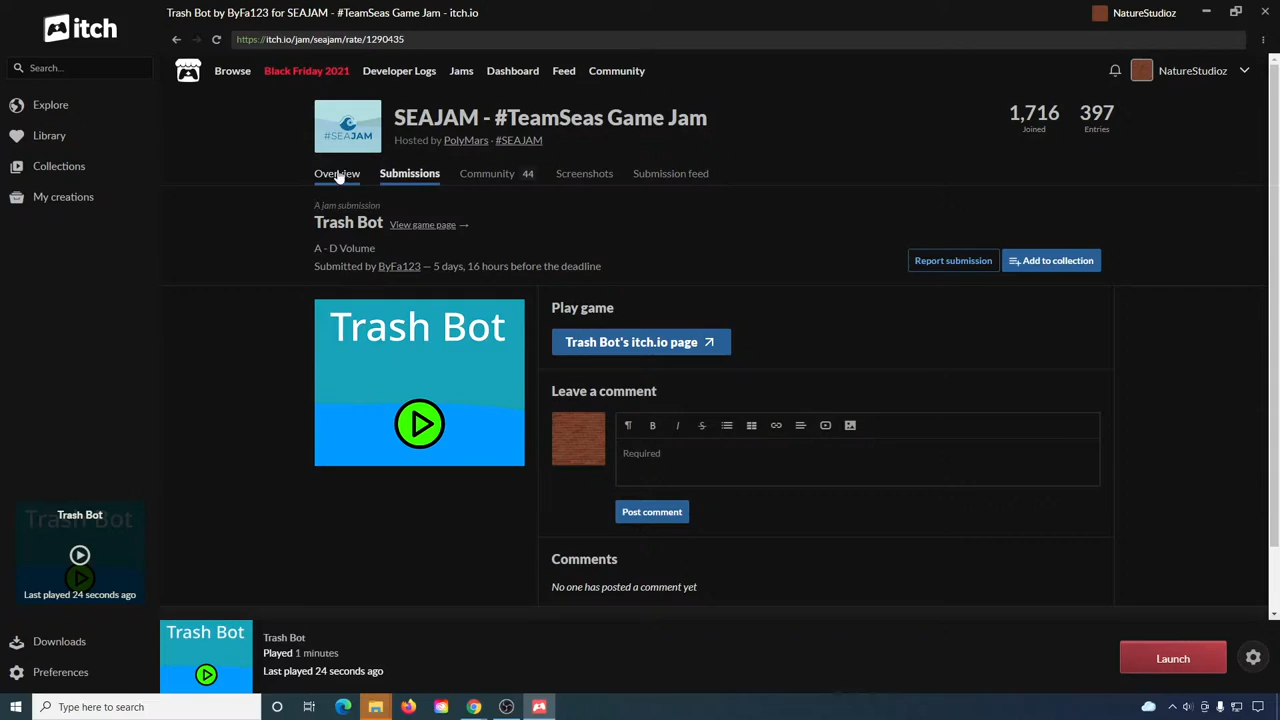 itch
Trash Bot by ByFa123 for SEAJAM - #TeamSeas Game Jam - itch.io
NatureStudioz
https://itch.io/jam/seajam/rate/1290435
Search...
Explore
Library
Collections
My creations
Browse
Black Friday 2021
Developer Logs
Jams
Dashboard
Feed
Community
NatureStudioz
#SEAJAM
SEAJAM - #TeamSeas Game Jam
Hosted by PolyMars · #SEAJAM
1,716
Joined
397
Entries
Overview
Submissions
Community 44
Screenshots
Submission feed
A jam submission
Trash Bot View game page →
A - D Volume
Submitted by ByFa123 — 5 days, 16 hours before the deadline
Report submission
Add to collection
Trash Bot
Play game
Trash Bot's itch.io page
Leave a comment
Required
Post comment
Comments
No one has posted a comment yet
Trash Bot
Trash Bot
Last played 24 seconds ago
Downloads
Preferences
Trash Bot
Trash Bot
Played 1 minutes
Last played 24 seconds ago
Launch
Type here to search